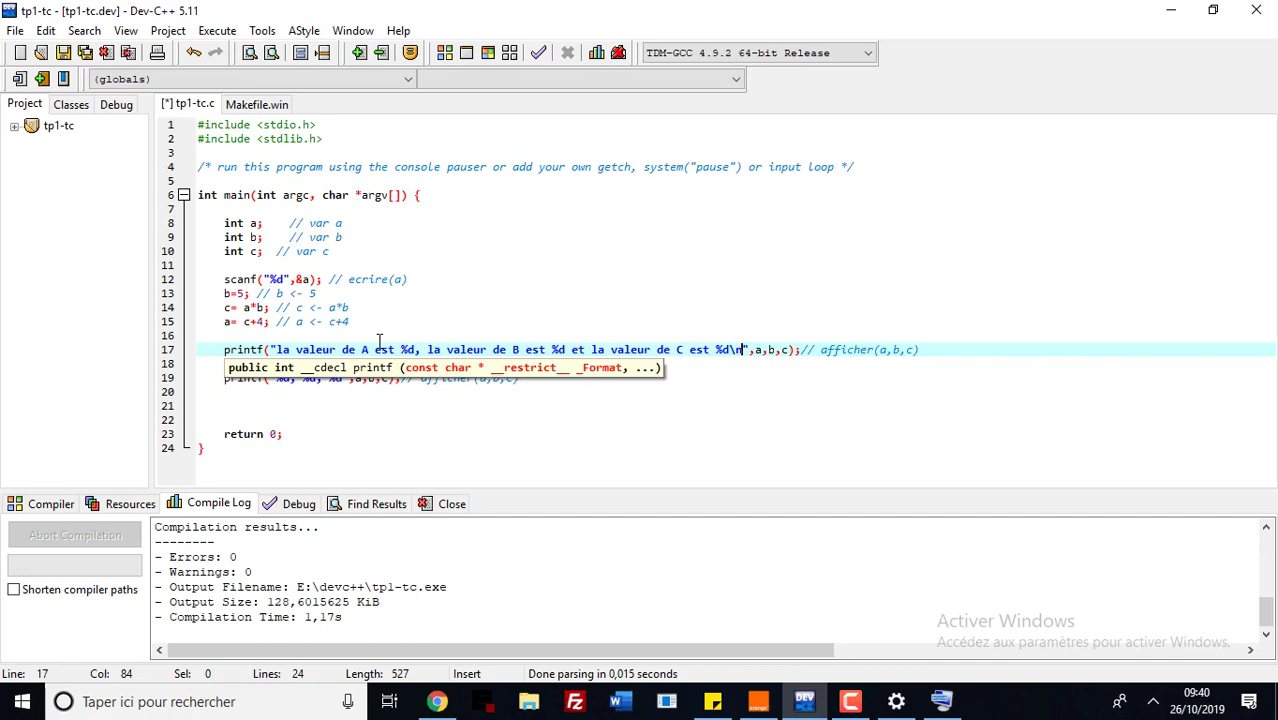 tp1-tc - [tp1-tc.dev] - Dev-C++ 5.11
File Edit Search View Project Execute Tools AStyle Window Help
TDM-GCC 4.9.2 64-bit Release
(globals)
Project Classes Debug
[*] tp1-tc.c Makefile.win
tp1-tc
1 #include <stdio.h>
2 #include <stdlib.h>
3
4 /* run this program using the console pauser or add your own getch, system("pause") or input loop */
5
6 int main(int argc, char *argv[]) {
7
8 int a; // var a
9 int b; // var b
10 int c; // var c
11
12 scanf("%d",&a); // ecrire(a)
13 b=5; // b <- 5
14 c= a*b; // c <- a*b
15 a= c+4; // a <- c+4
16
17 printf("la valeur de A est %d, la valeur de B est %d et la valeur de C est %d\n",a,b,c);// afficher(a,b,c)
18 public int __cdecl printf (const char * __restrict__ _Format, ...)
19 printf("%d, %d, %d",a,b,c);// afficher(a,b,c)
20
21
22
23 return 0;
24 }
Compiler Resources Compile Log Debug Find Results Close
Abort Compilation
Shorten compiler paths
Compilation results...
--------
- Errors: 0
- Warnings: 0
- Output Filename: E:\devc++\tp1-tc.exe
- Output Size: 128,6015625 KiB
- Compilation Time: 1,17s
Activer Windows
Accédez aux paramètres pour activer Windows.
Line: 17 Col: 84 Sel: 0 Lines: 24 Length: 527 Insert Done parsing in 0,015 seconds
Taper ici pour rechercher
09:40
26/10/2019